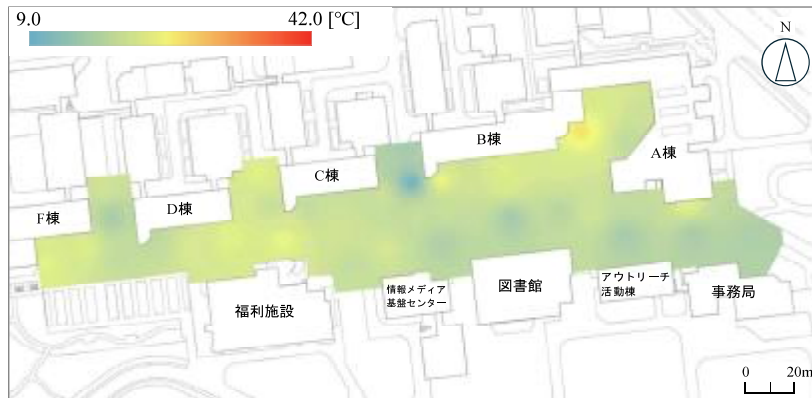 9.0
42.0 [℃]
N
B棟
A棟
C棟
D棟
F棟
情報メディア
基盤センター
図書館
アウトリーチ
活動棟
事務局
福利施設
0
20m